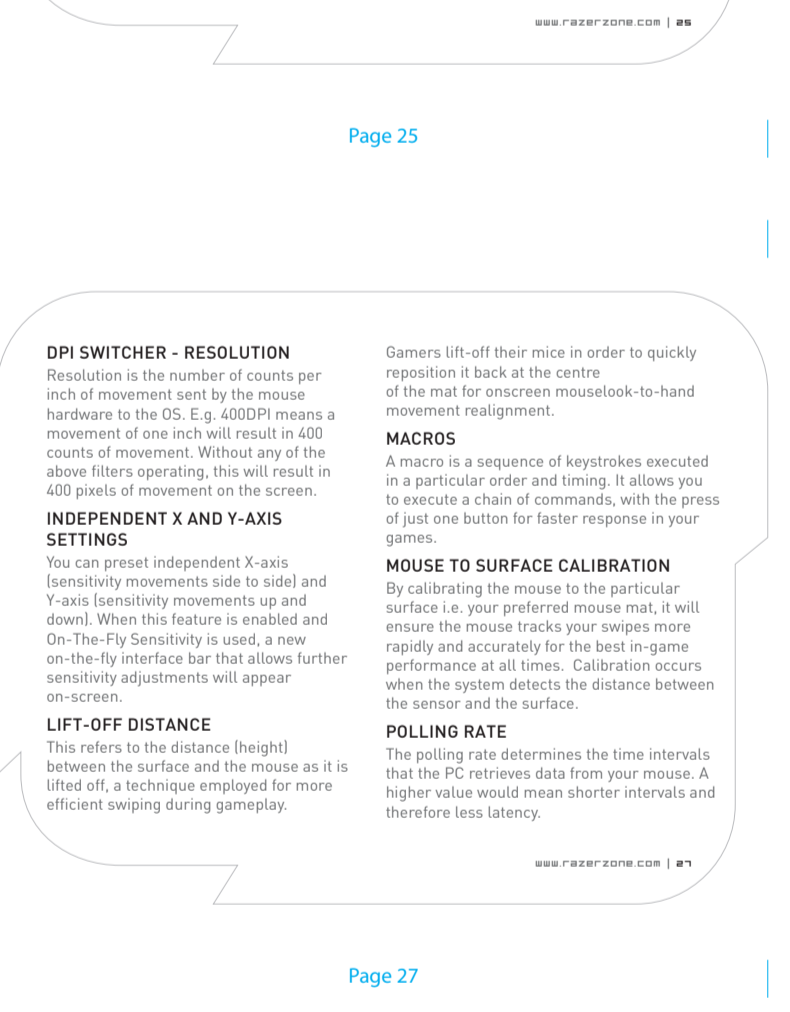 www.razerzone.com | 25
Page 25
DPI SWITCHER - RESOLUTION
Resolution is the number of counts per
inch of movement sent by the mouse
hardware to the OS. E.g. 400DPI means a
movement of one inch will result in 400
counts of movement. Without any of the
above filters operating, this will result in
400 pixels of movement on the screen.
INDEPENDENT X AND Y-AXIS
SETTINGS
You can preset independent X-axis
(sensitivity movements side to side) and
Y-axis (sensitivity movements up and
down). When this feature is enabled and
On-The-Fly Sensitivity is used, a new
on-the-fly interface bar that allows further
sensitivity adjustments will appear
on-screen.
LIFT-OFF DISTANCE
This refers to the distance (height)
between the surface and the mouse as it is
lifted off, a technique employed for more
efficient swiping during gameplay.
Gamers lift-off their mice in order to quickly
reposition it back at the centre
of the mat for onscreen mouselook-to-hand
movement realignment.
MACROS
A macro is a sequence of keystrokes executed
in a particular order and timing. It allows you
to execute a chain of commands, with the press
of just one button for faster response in your
games.
MOUSE TO SURFACE CALIBRATION
By calibrating the mouse to the particular
surface i.e. your preferred mouse mat, it will
ensure the mouse tracks your swipes more
rapidly and accurately for the best in-game
performance at all times.  Calibration occurs
when the system detects the distance between
the sensor and the surface.
POLLING RATE
The polling rate determines the time intervals
that the PC retrieves data from your mouse. A
higher value would mean shorter intervals and
therefore less latency.
www.razerzone.com | 27
Page 27